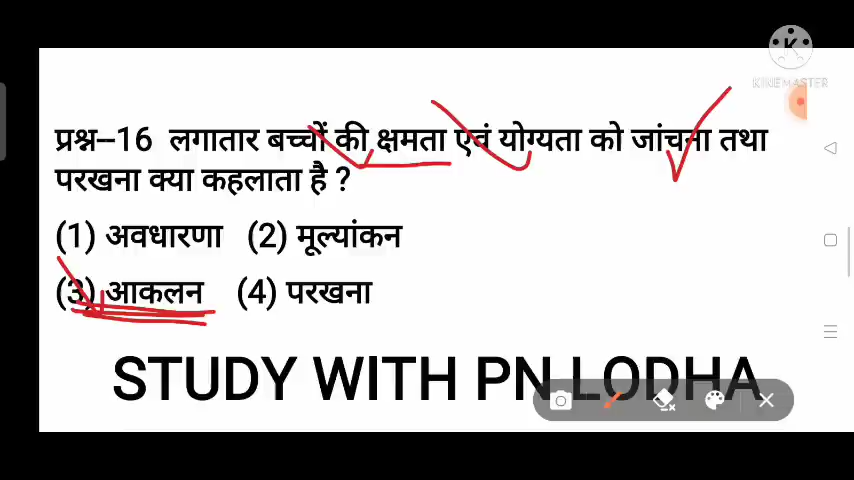 K
KINEMASTER
प्रश्न--16 लगातार बच्चों की क्षमता एवं योग्यता को जांचना तथा
परखना क्या कहलाता है ?
(1) अवधारणा (2) मूल्यांकन
(3) आकलन (4) परखना
STUDY WITH PN LODHA